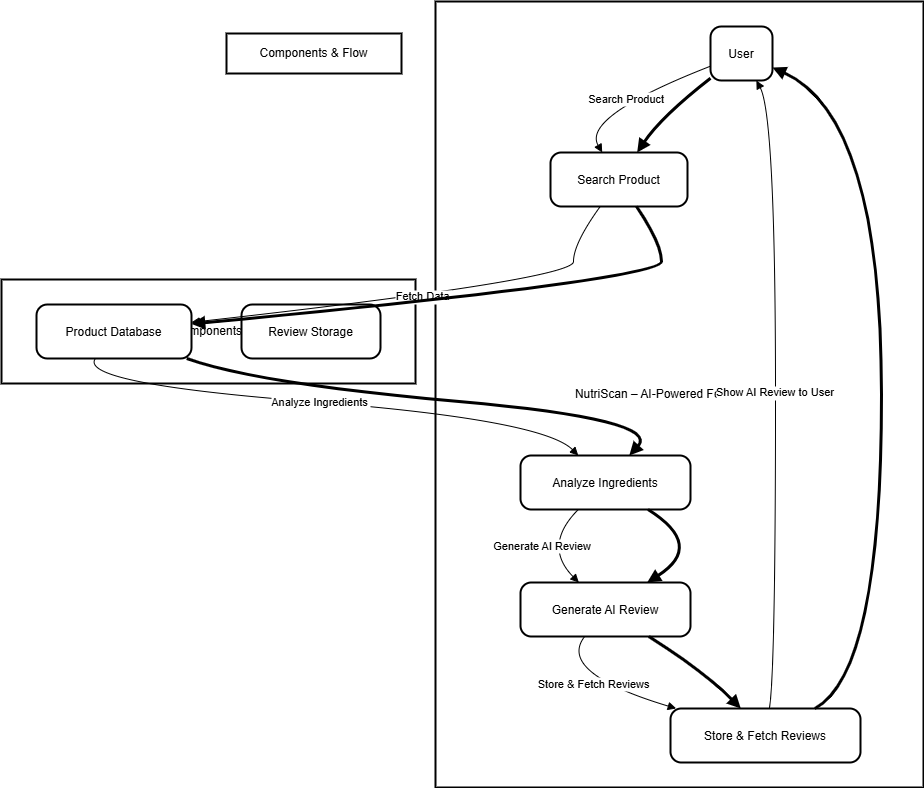 Components & Flow
User
Search Product
Search Product
Fetch Data
Product Database
Review Storage
NutriScan – AI-Powered
Show AI Review to User
Analyze Ingredients
Analyze Ingredients
Generate AI Review
Generate AI Review
Store & Fetch Reviews
Store & Fetch Reviews